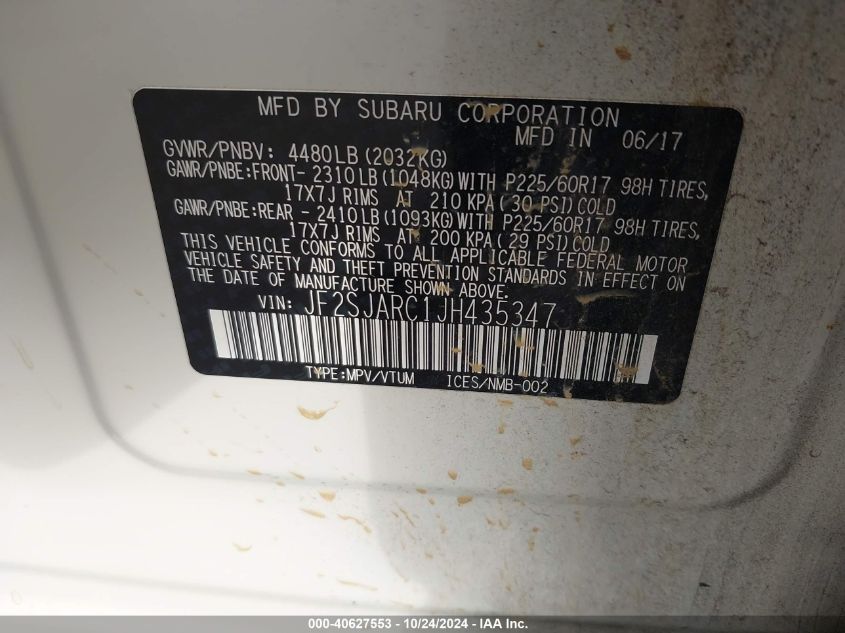 MFD BY SUBARU CORPORATION
MFD IN 06/17
GVWR/PNBV: 4480LB(2032KG)
GAWR/PNBE:FRONT- 2310LB(1048KG)WITH P225/60R17 98H TIRES,
17X7J RIMS AT 210 KPA(30 PSI)COLD
GAWR/PNBE:REAR - 2410LB(1093KG)WITH P225/60R17 98H TIRES,
17X7J RIMS AT 200 KPA(29 PSI)COLD
THIS VEHICLE CONFORMS TO ALL APPLICABLE FEDERAL MOTOR
VEHICLE SAFETY AND THEFT PREVENTION STANDARDS IN EFFECT ON
THE DATE OF MANUFACTURE SHOWN ABOVE.
VIN: JF2SJARC1JH435347
TYPE:MPV/VTUM ICES/NMB-002
000-40627553 - 10/24/2024 - IAA Inc.